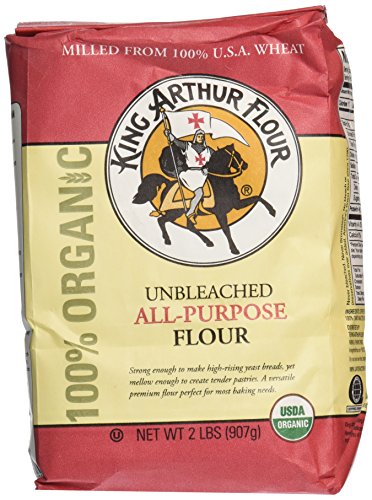 MILLED FROM 100% U.S.A. WHEAT
KING ARTHUR FLOUR
®
100% ORGANIC
UNBLEACHED
ALL-PURPOSE
FLOUR
Strong enough to make high-rising yeast breads, yet
mellow enough to create tender pastries. A versatile
premium flour perfect for most baking needs.
USDA
ORGANIC
U NET WT 2 LBS (907g)